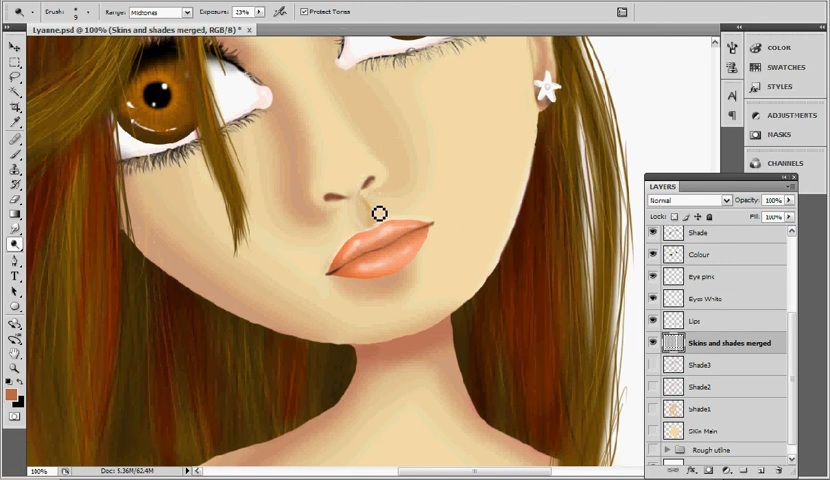 Brush: 9 Range: Midtones Exposure: 23% Protect Tones
Lyanne.psd @ 100% (Skins and shades merged, RGB/8) * x
COLOR
SWATCHES
STYLES
ADJUSTMENTS
MASKS
CHANNELS
LAYERS
Normal Opacity: 100%
Lock: Fill: 100%
Shade
Colour
Eye pink
Eyes White
Lips
Skins and shades merged
Shade3
Shade2
Shade1
Skin Main
Rough utline
100% Doc: 5.36M/62.4M